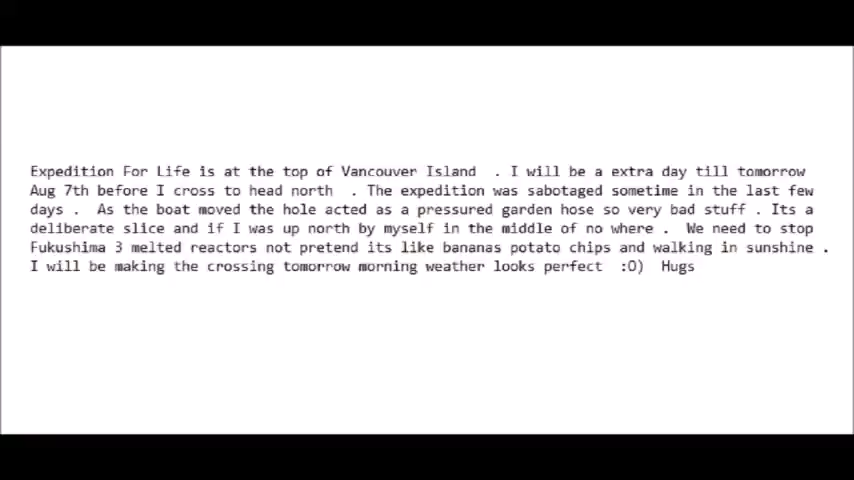 Expedition For Life is at the top of Vancouver Island  . I will be a extra day till tomorrow
Aug 7th before I cross to head north  . The expedition was sabotaged sometime in the last few
days .  As the boat moved the hole acted as a pressured garden hose so very bad stuff . Its a
deliberate slice and if I was up north by myself in the middle of no where .  We need to stop
Fukushima 3 melted reactors not pretend its like bananas potato chips and walking in sunshine .
I will be making the crossing tomorrow morning weather looks perfect  :O)  Hugs